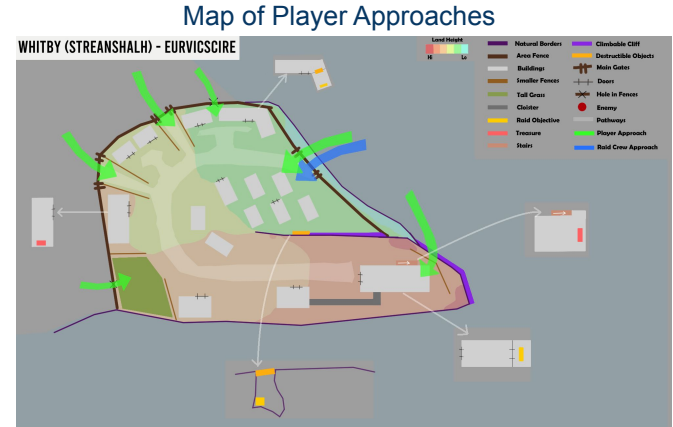 Map of Player Approaches
WHITBY (STREANSHALH) - EURVICSCIRE
Land Height
Hi Lo
Natural Borders
Area Fence
Buildings
Smaller Fences
Tall Grass
Cloister
Raid Objective
Treasure
Stairs
Climbable Cliff
Destructible Objects
Main Gates
Doors
Hole in Fences
Enemy
Pathways
Player Approach
Raid Crew Approach